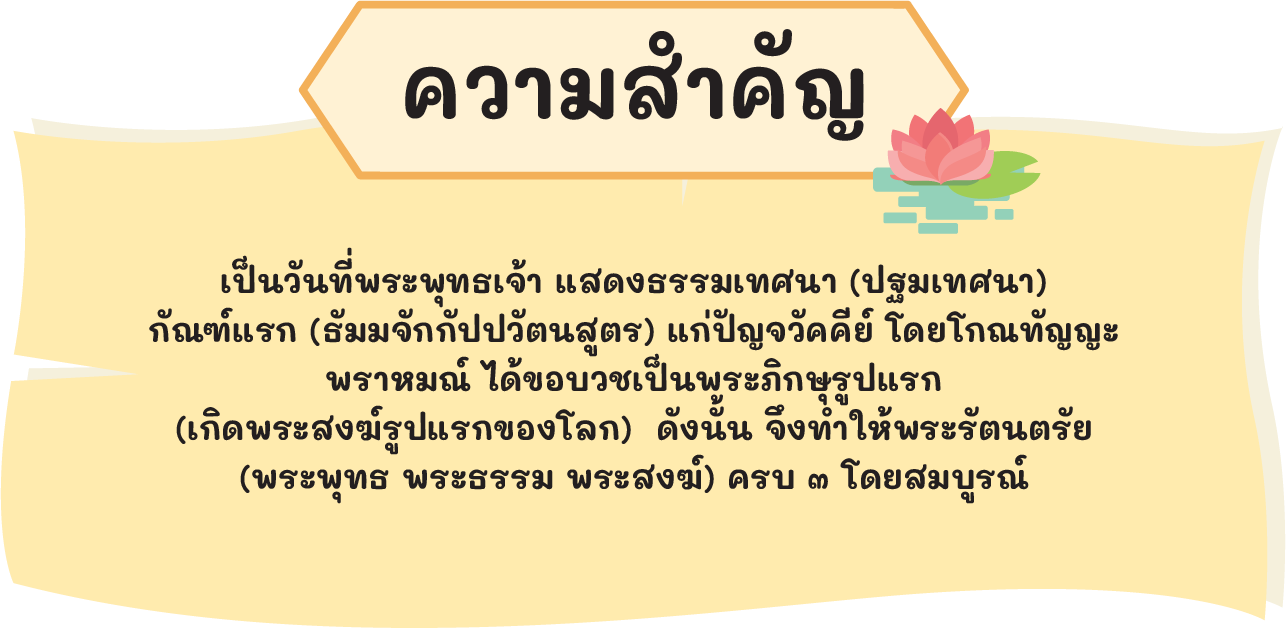 ความสำคัญ
เป็นวันที่พระพุทธเจ้า แสดงธรรมเทศนา (ปฐมเทศนา)
กัณฑ์แรก (ธัมมจักกัปปวัตนสูตร) แก่ปัญจวัคคีย์ โดยโกณทัญญะ
พราหมณ์ ได้ขอบวชเป็นพระภิกษุรูปแรก
(เกิดพระสงฆ์รูปแรกของโลก) ดังนั้น จึงทำให้พระรัตนตรัย
(พระพุทธ พระธรรม พระสงฆ์) ครบ ๓ โดยสมบูรณ์